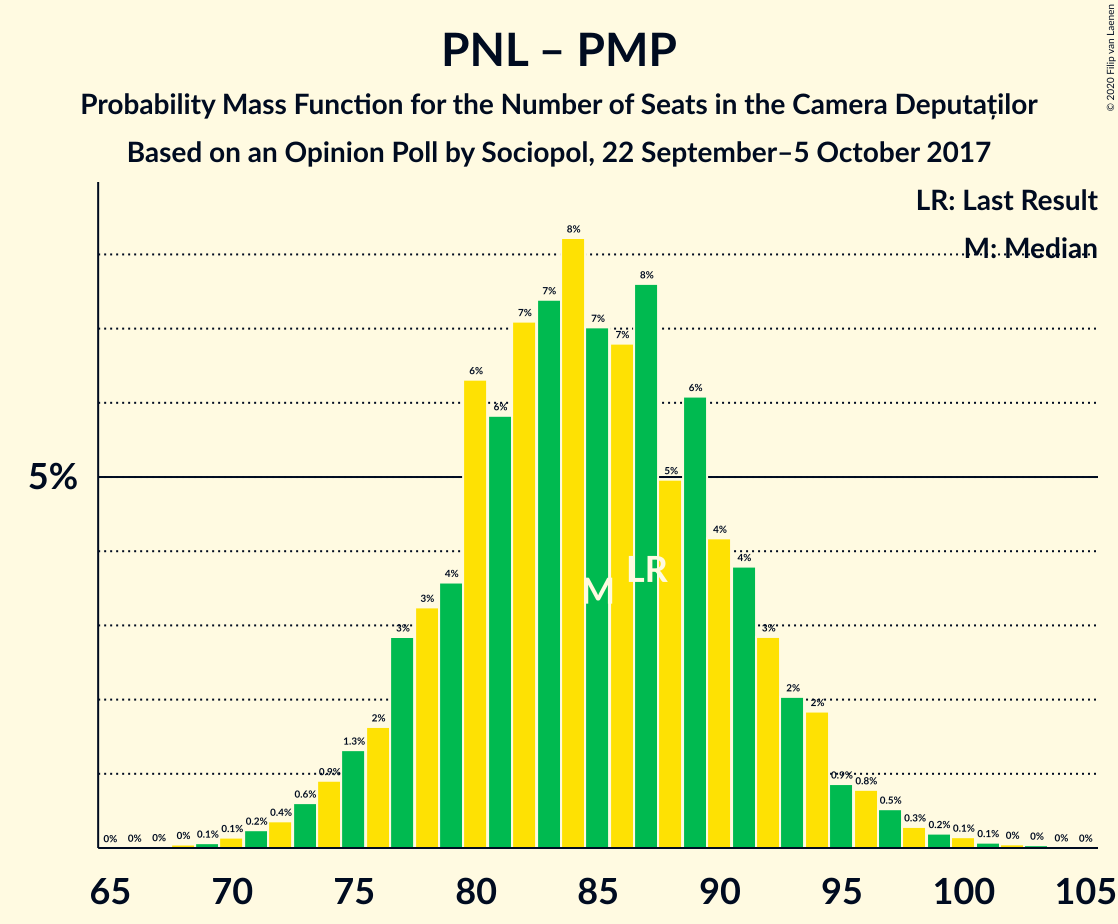 PNL – PMP
Probability Mass Function for the Number of Seats in the Camera Deputaților
Based on an Opinion Poll by Sociopol, 22 September–5 October 2017
© 2020 Filip van Laenen
LR: Last Result
M: Median
5%
0% 0% 0% 0% 0.1% 0.1% 0.2% 0.4% 0.6% 0.9% 1.3% 2% 3% 3% 4% 6% 6% 7% 7% 8% 7% 7% 8% 5% 6% 4% 4% 3% 2% 2% 0.9% 0.8% 0.5% 0.3% 0.2% 0.1% 0.1% 0% 0% 0% 0%
M LR
65 70 75 80 85 90 95 100 105